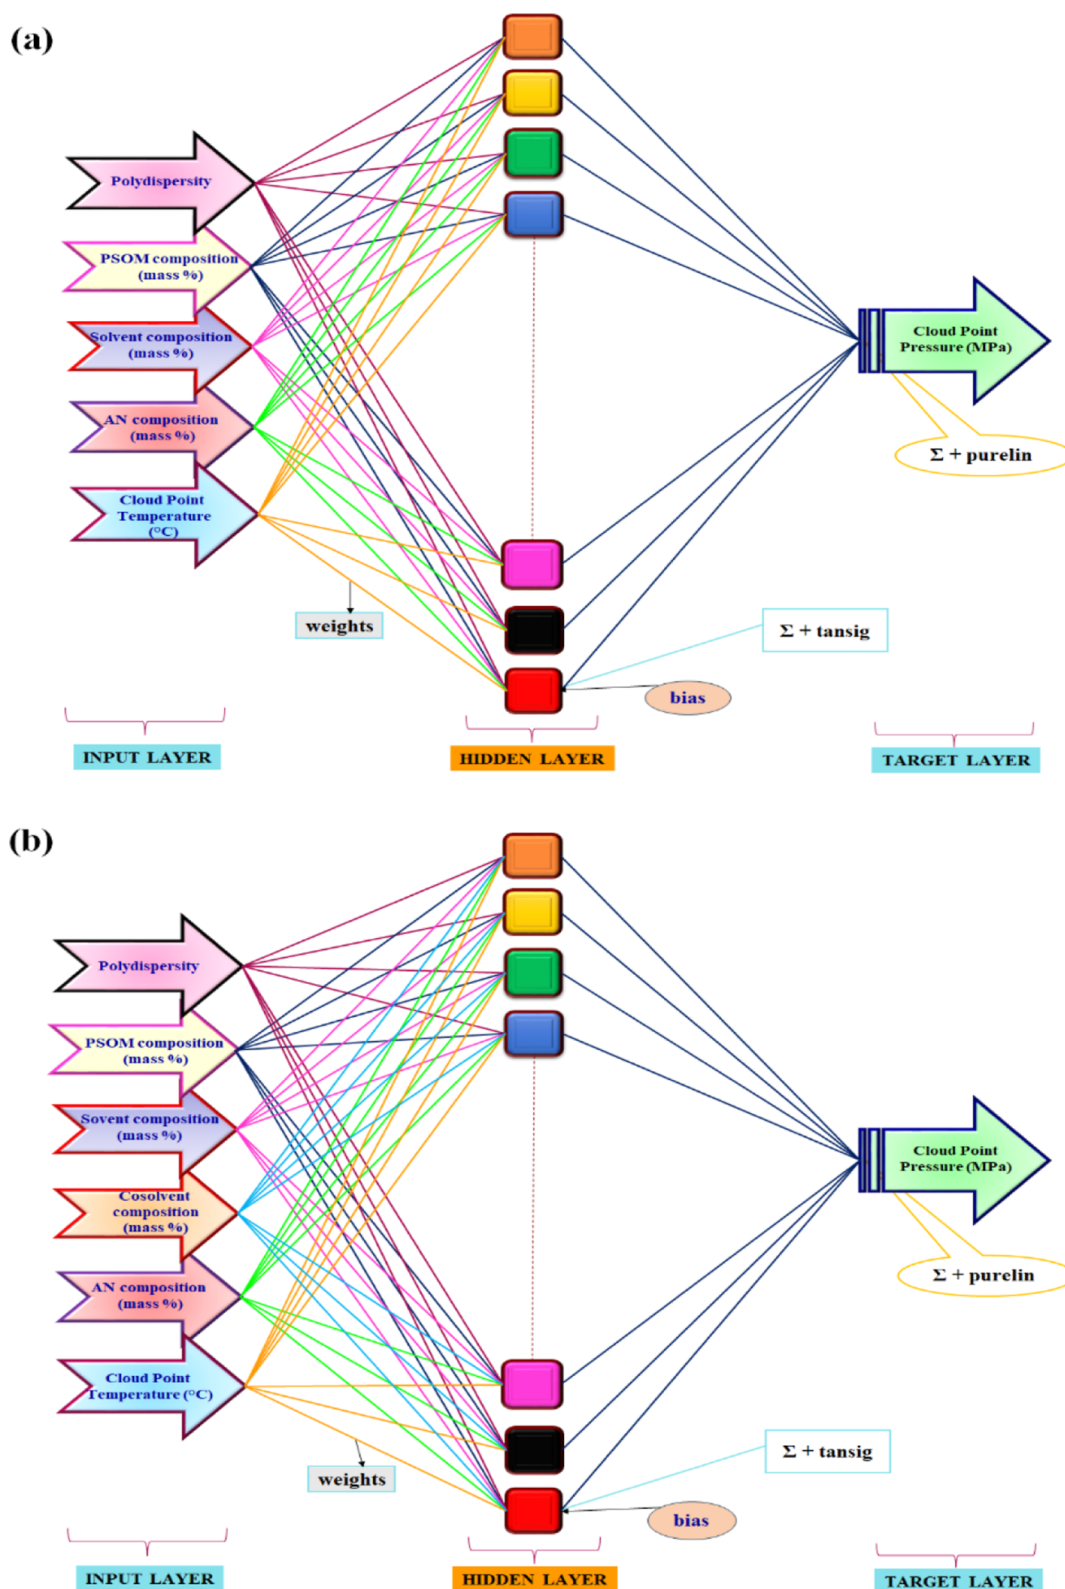 (a)
Polydispersity
PSOM composition
(mass %)
Solvent composition
(mass %)
AN composition
(mass %)
Cloud Point
Temperature
(°C)
Cloud Point
Pressure (MPa)
Σ + purelin
weights
Σ + tansig
bias
INPUT LAYER
HIDDEN LAYER
TARGET LAYER
(b)
Polydispersity
PSOM composition
(mass %)
Sovent composition
(mass %)
Cosolvent
composition
(mass %)
AN composition
(mass %)
Cloud Point
Temperature (°C)
Cloud Point
Pressure (MPa)
Σ + purelin
weights
Σ + tansig
bias
INPUT LAYER
HIDDEN LAYER
TARGET LAYER